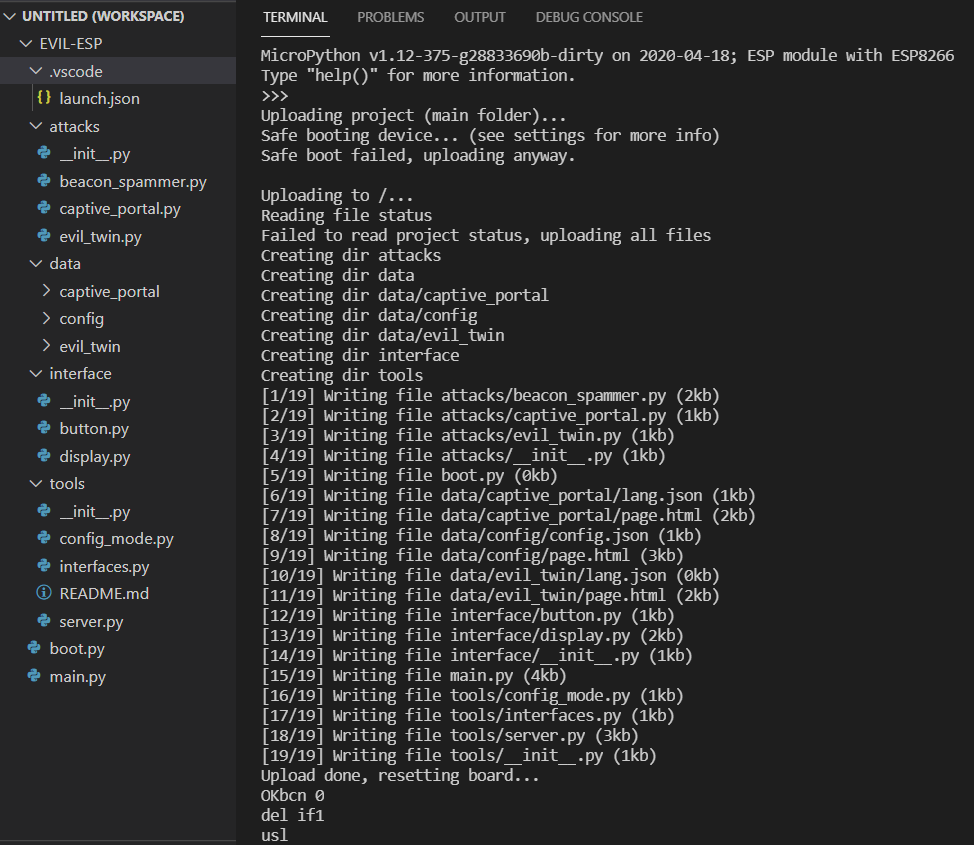 UNTITLED (WORKSPACE)
EVIL-ESP
.vscode
{} launch.json
attacks
__init__.py
beacon_spammer.py
captive_portal.py
evil_twin.py
data
captive_portal
config
evil_twin
interface
__init__.py
button.py
display.py
tools
__init__.py
config_mode.py
interfaces.py
README.md
server.py
boot.py
main.py
TERMINAL PROBLEMS OUTPUT DEBUG CONSOLE
MicroPython v1.12-375-g28833690b-dirty on 2020-04-18; ESP module with ESP8266
Type "help()" for more information.
>>>
Uploading project (main folder)...
Safe booting device... (see settings for more info)
Safe boot failed, uploading anyway.
Uploading to /...
Reading file status
Failed to read project status, uploading all files
Creating dir attacks
Creating dir data
Creating dir data/captive_portal
Creating dir data/config
Creating dir data/evil_twin
Creating dir interface
Creating dir tools
[1/19] Writing file attacks/beacon_spammer.py (2kb)
[2/19] Writing file attacks/captive_portal.py (1kb)
[3/19] Writing file attacks/evil_twin.py (1kb)
[4/19] Writing file attacks/__init__.py (1kb)
[5/19] Writing file boot.py (0kb)
[6/19] Writing file data/captive_portal/lang.json (1kb)
[7/19] Writing file data/captive_portal/page.html (2kb)
[8/19] Writing file data/config/config.json (1kb)
[9/19] Writing file data/config/page.html (3kb)
[10/19] Writing file data/evil_twin/lang.json (0kb)
[11/19] Writing file data/evil_twin/page.html (2kb)
[12/19] Writing file interface/button.py (1kb)
[13/19] Writing file interface/display.py (2kb)
[14/19] Writing file interface/__init__.py (1kb)
[15/19] Writing file main.py (4kb)
[16/19] Writing file tools/config_mode.py (1kb)
[17/19] Writing file tools/interfaces.py (1kb)
[18/19] Writing file tools/server.py (3kb)
[19/19] Writing file tools/__init__.py (1kb)
Upload done, resetting board...
OKbcn 0
del if1
usl